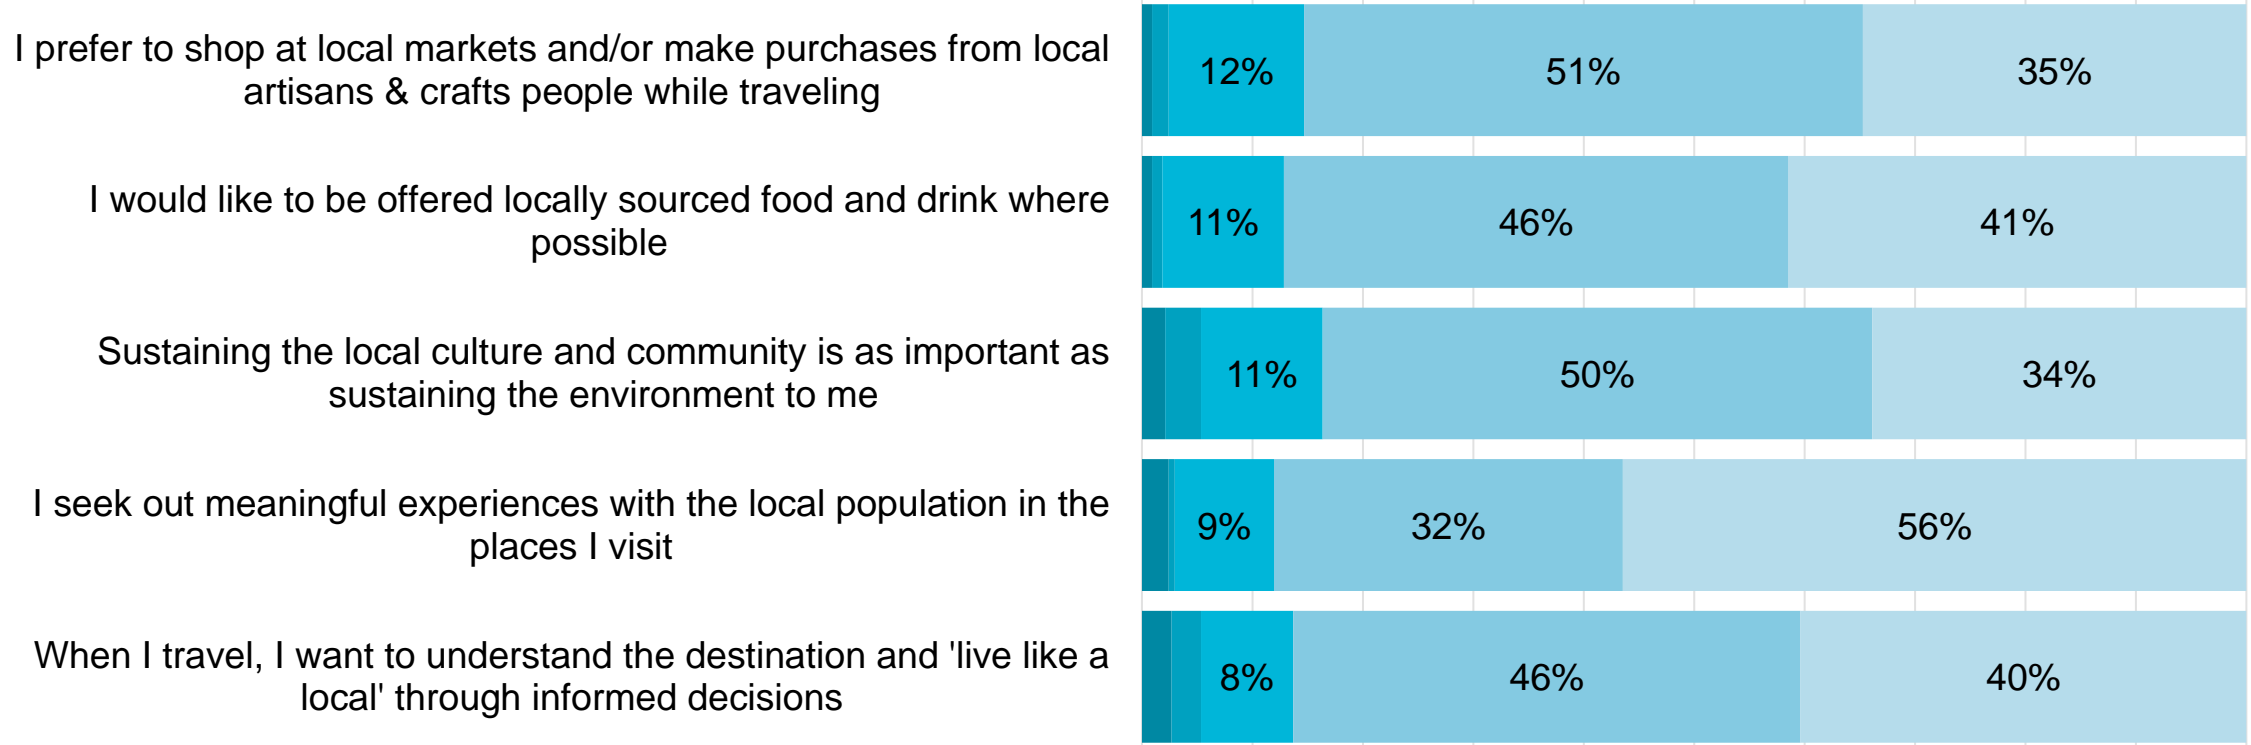 I prefer to shop at local markets and/or make purchases from local
artisans & crafts people while traveling
12% 51% 35%
I would like to be offered locally sourced food and drink where
possible
11% 46% 41%
Sustaining the local culture and community is as important as
sustaining the environment to me
11% 50% 34%
I seek out meaningful experiences with the local population in the
places I visit
9% 32% 56%
When I travel, I want to understand the destination and 'live like a
local' through informed decisions
8% 46% 40%